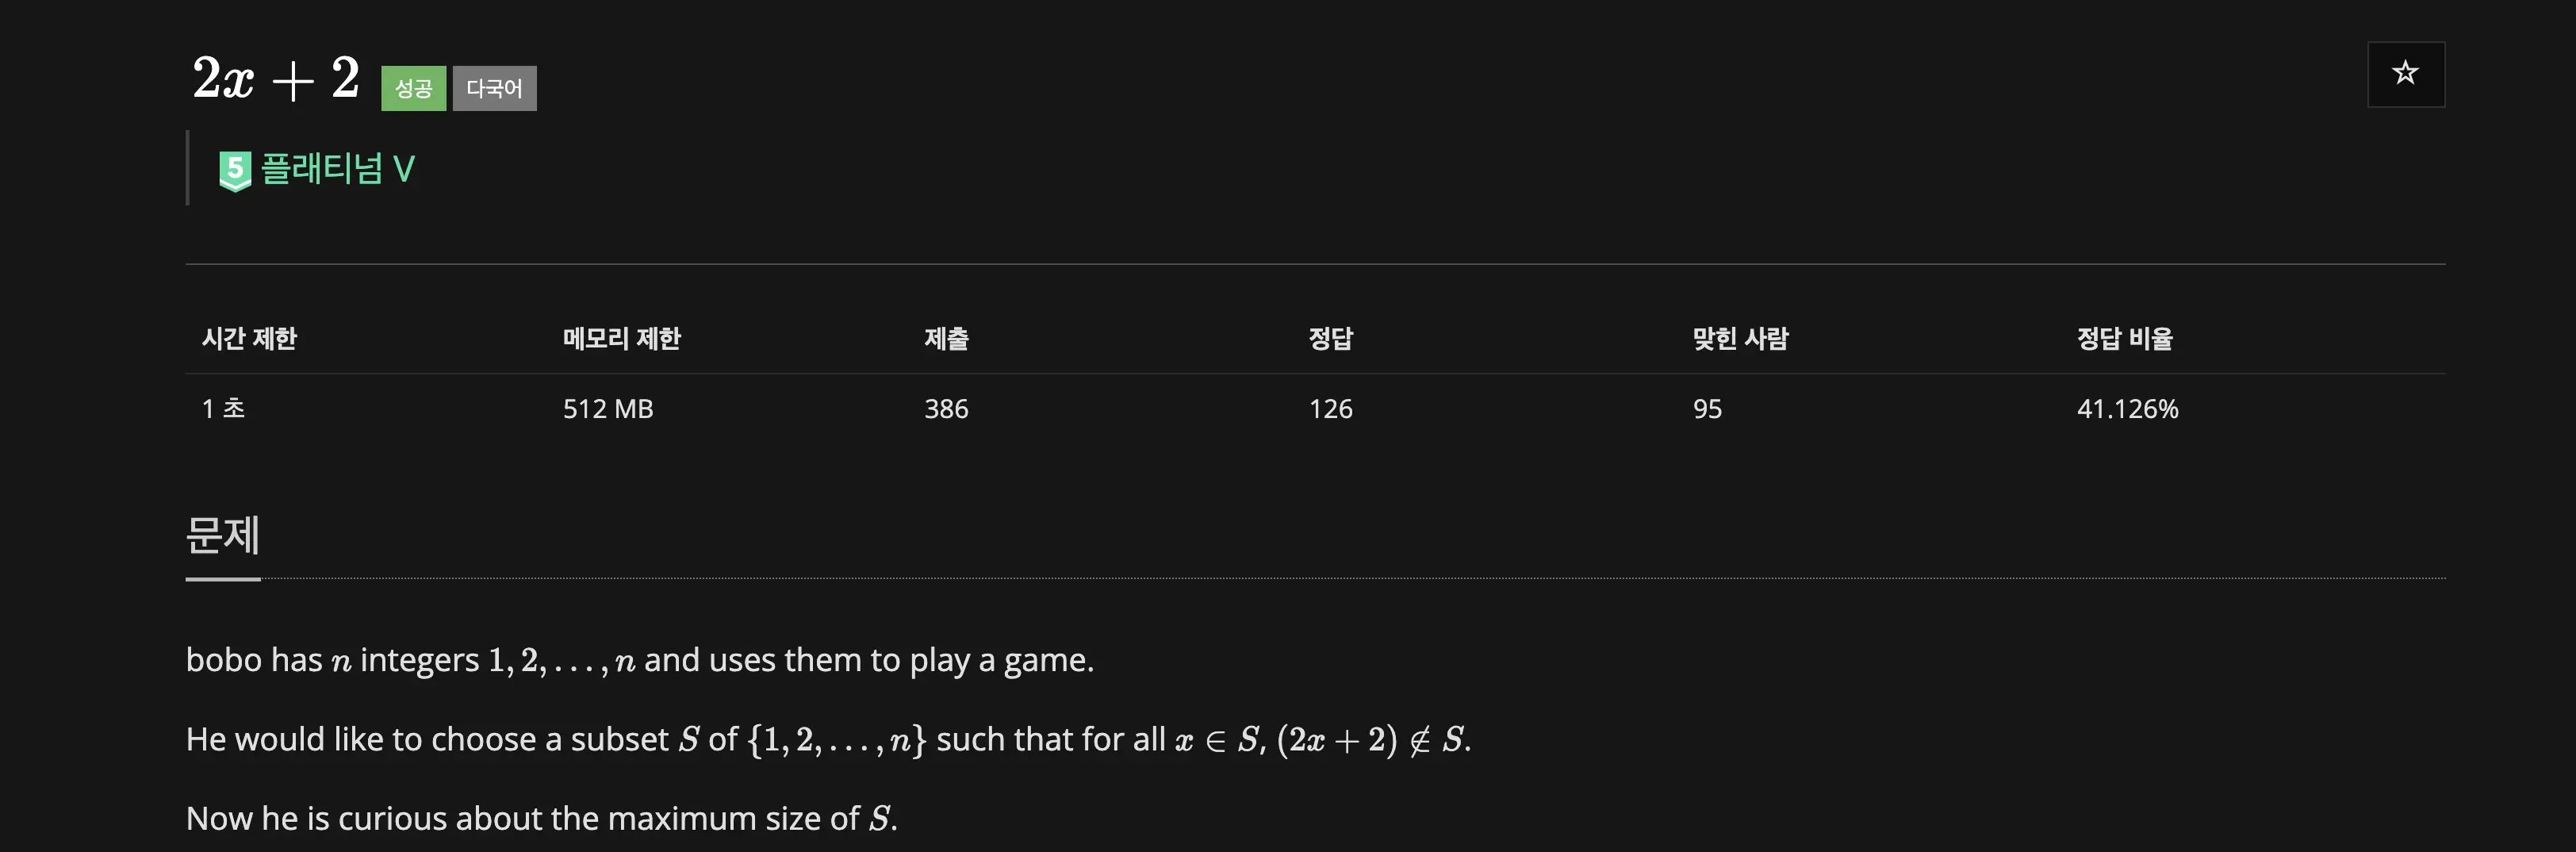 2x + 2 성공 다국어
5 플래티넘 V
시간 제한 메모리 제한 제출 정답 맞힌 사람 정답 비율
1 초 512 MB 386 126 95 41.126%
문제
bobo has n integers 1, 2, . . . , n and uses them to play a game.
He would like to choose a subset S of {1, 2, . . . , n} such that for all x ∈ S, (2x + 2) ∉ S.
Now he is curious about the maximum size of S.